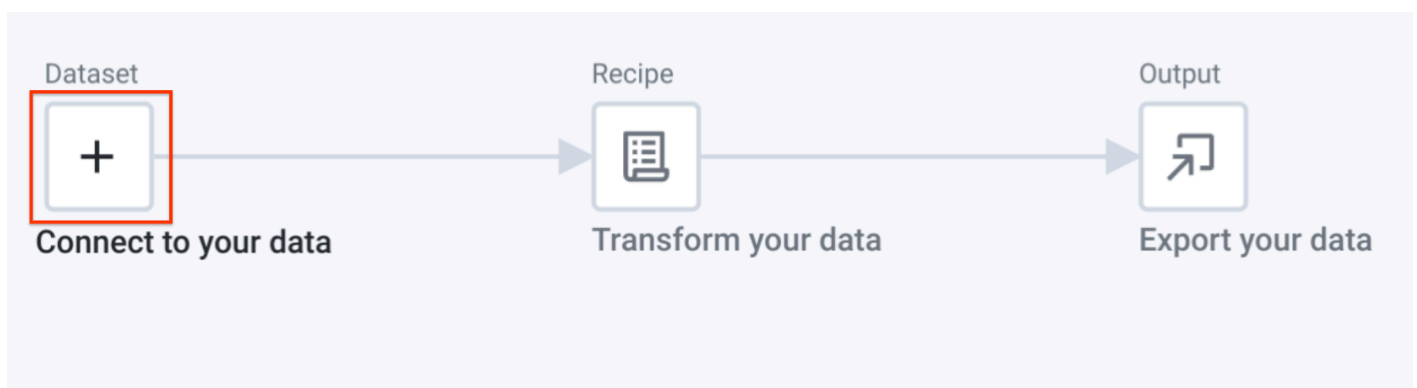 Dataset
Recipe
Output
Connect to your data
Transform your data
Export your data